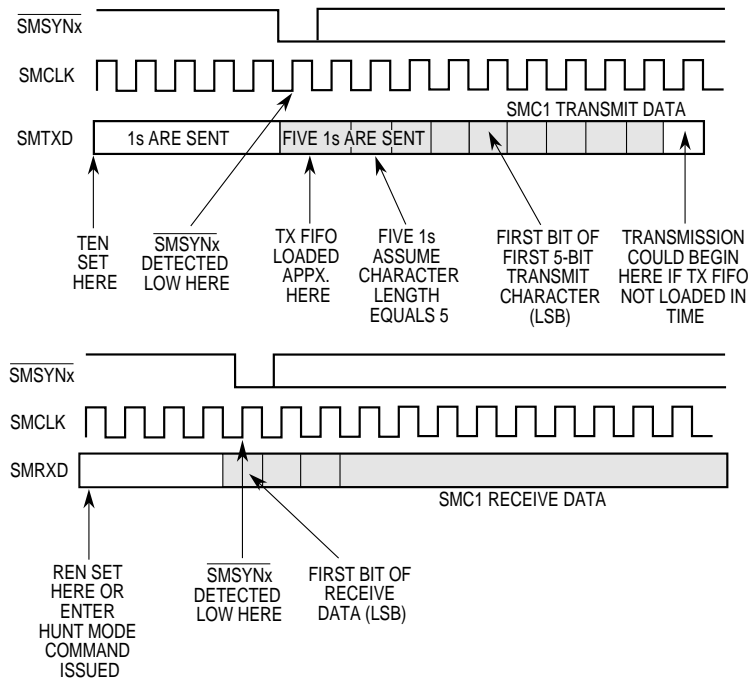 SMSYNx
SMCLK
SMC1 TRANSMIT DATA
SMTXD
1s ARE SENT
FIVE 1s ARE SENT
TEN
SET
HERE
SMSYNx
DETECTED
LOW HERE
TX FIFO
LOADED
APPX.
HERE
FIVE 1s
ASSUME
CHARACTER
LENGTH
EQUALS 5
FIRST BIT OF
FIRST 5-BIT
TRANSMIT
CHARACTER
(LSB)
TRANSMISSION
COULD BEGIN
HERE IF TX FIFO
NOT LOADED IN
TIME
SMSYNx
SMCLK
SMRXD
SMC1 RECEIVE DATA
REN SET
HERE OR
ENTER
HUNT MODE
COMMAND
ISSUED
SMSYNx
DETECTED
LOW HERE
FIRST BIT OF
RECEIVE
DATA (LSB)